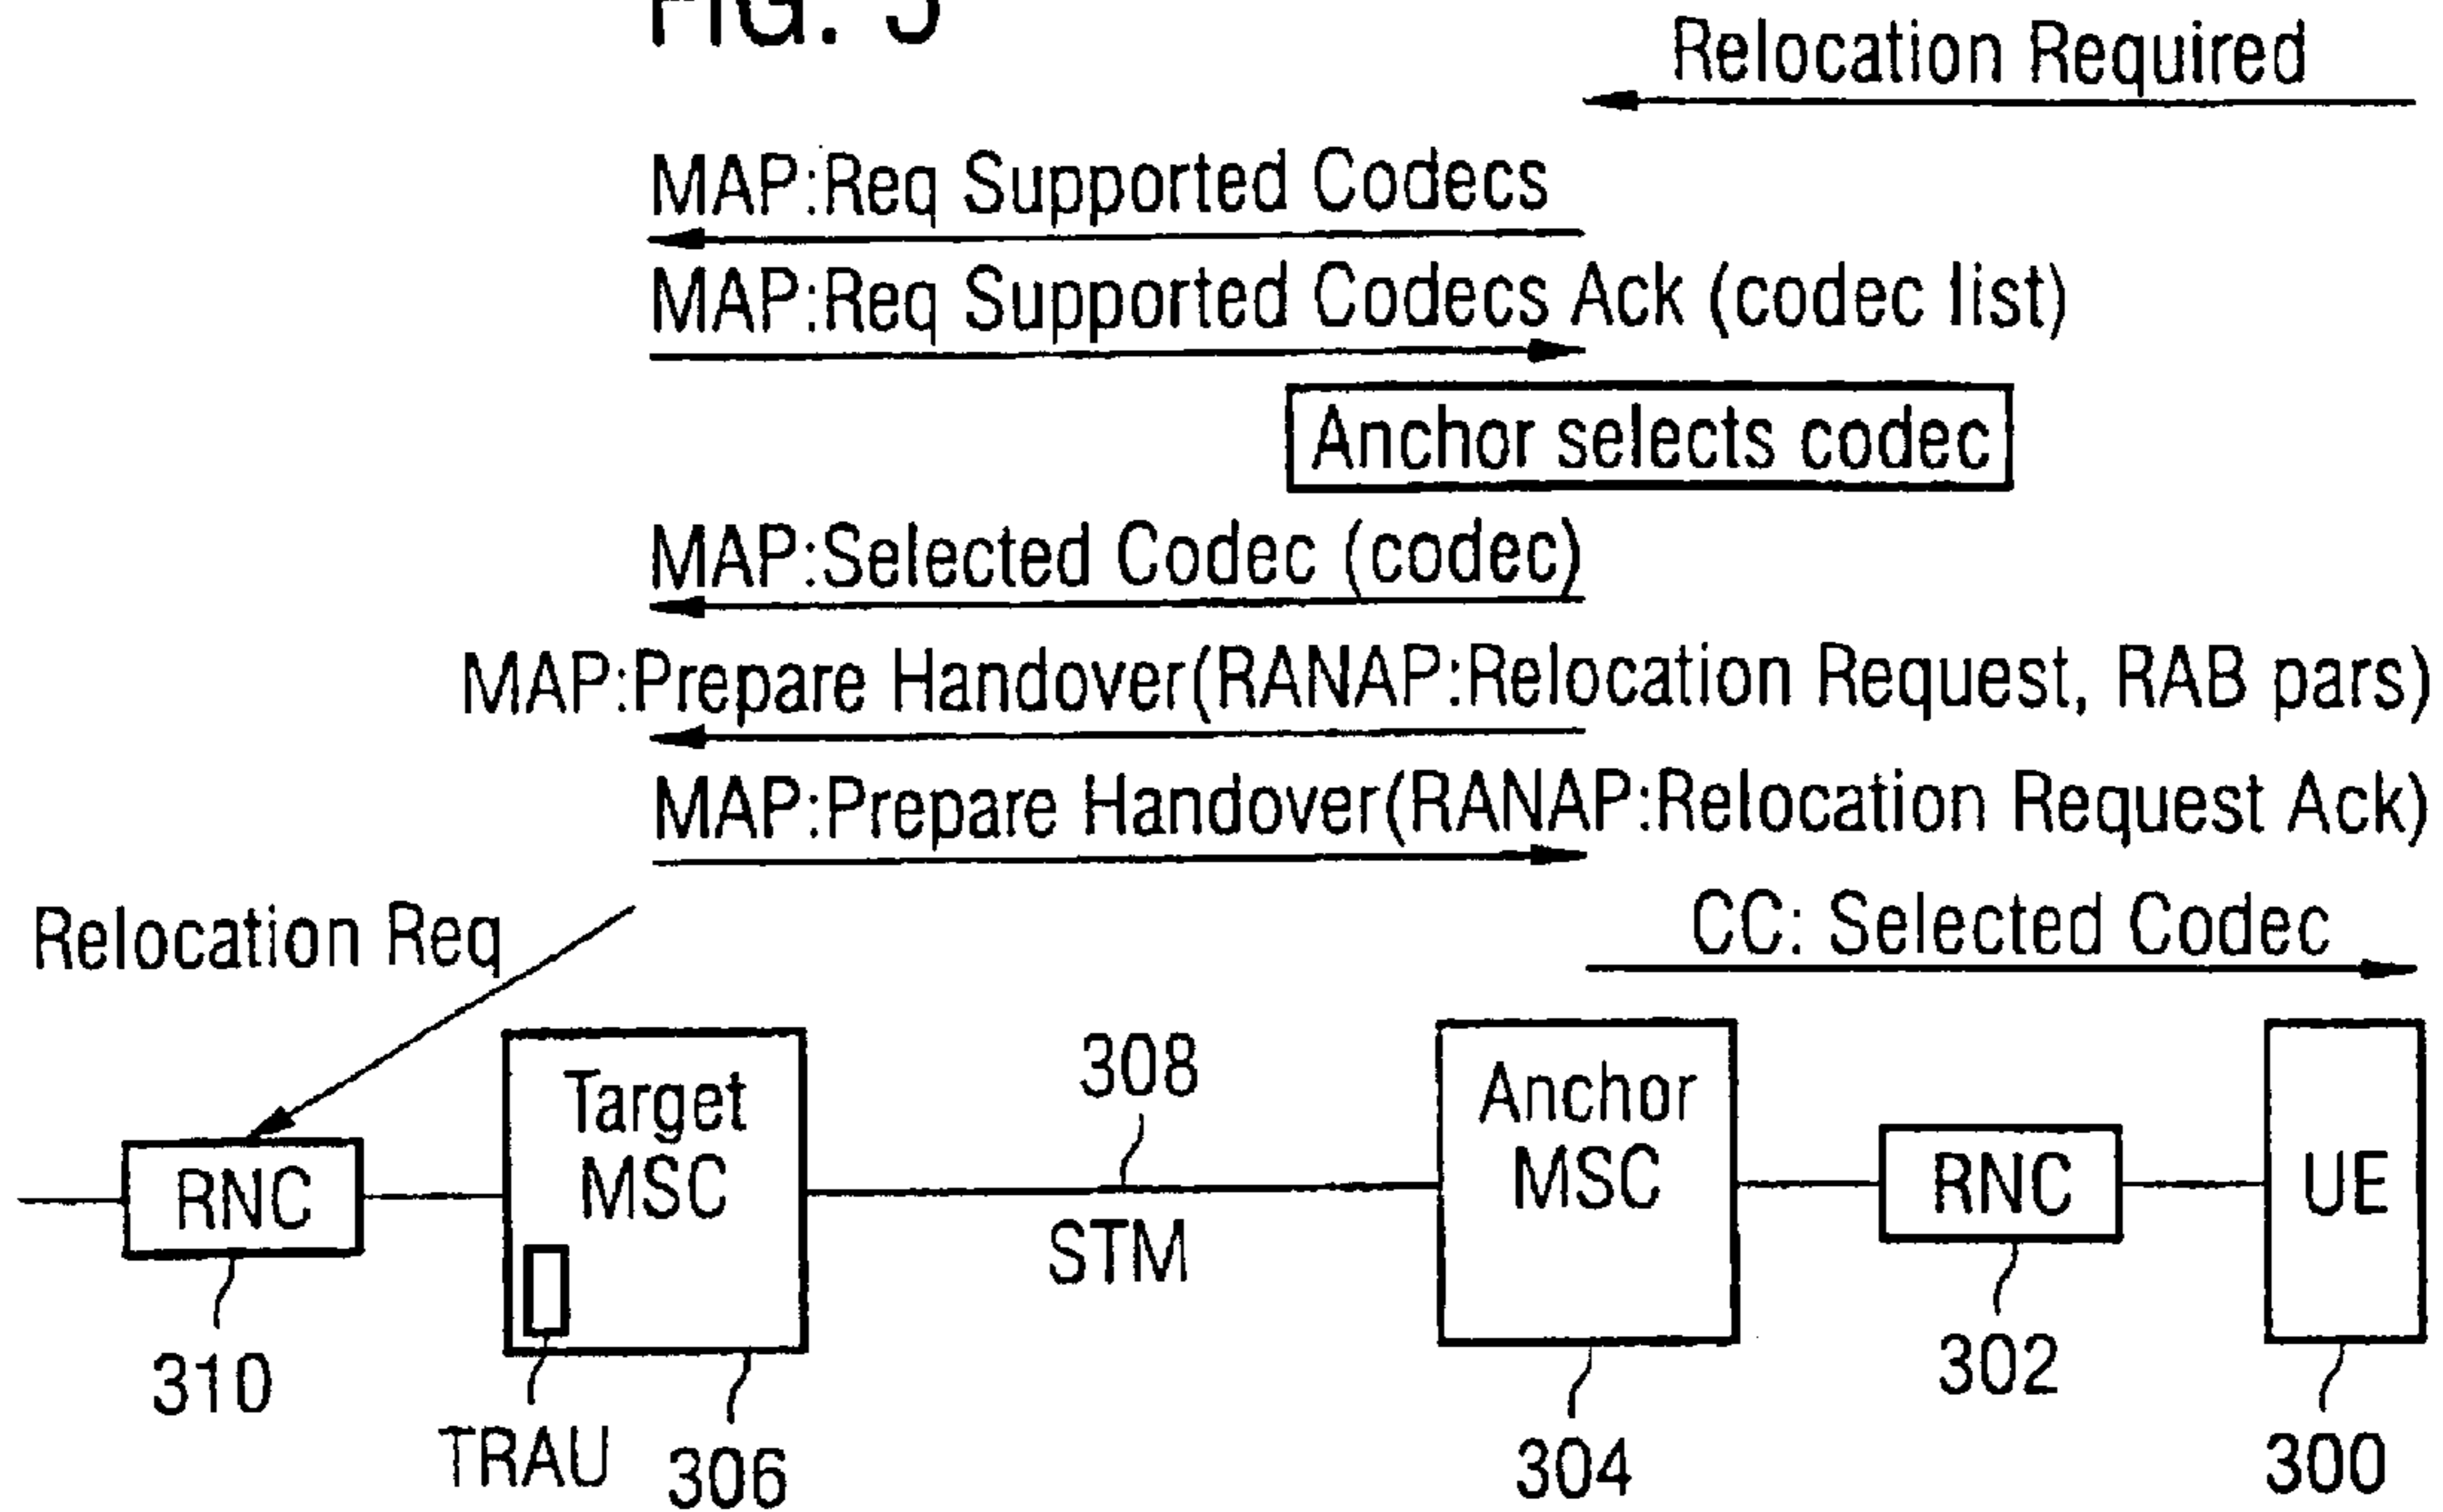 FIG. 3
Relocation Required
MAP:Req Supported Codecs
MAP:Req Supported Codecs Ack (codec list)
Anchor selects codec
MAP:Selected Codec (codec)
MAP:Prepare Handover(RANAP:Relocation Request, RAB pars)
MAP:Prepare Handover(RANAP:Relocation Request Ack)
Relocation Req
CC: Selected Codec
308
Target
MSC
Anchor
MSC
RNC
RNC
UE
STM
310
TRAU
306
304
302
300